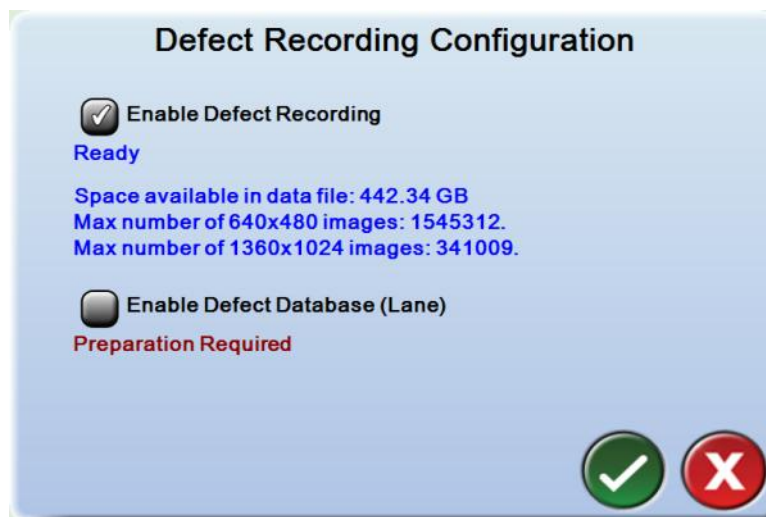 Defect Recording Configuration
Enable Defect Recording
Ready
Space available in data file: 442.34 GB
Max number of 640x480 images: 1545312.
Max number of 1360x1024 images: 341009.
Enable Defect Database (Lane)
Preparation Required